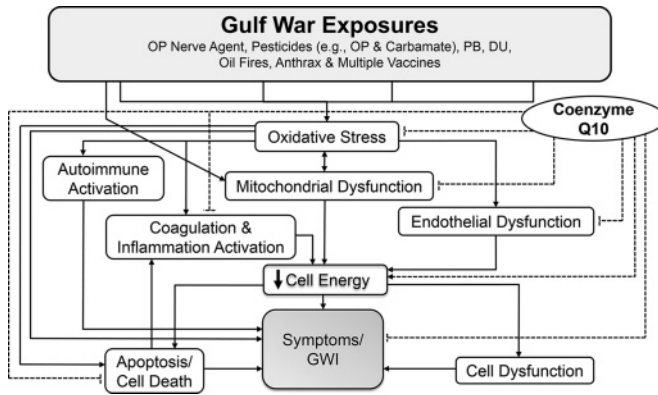 Gulf War Exposures
OP Nerve Agent, Pesticides (e.g., OP & Carbamate), PB, DU,
Oil Fires, Anthrax & Multiple Vaccines
Coenzyme
Q10
Oxidative Stress
Autoimmune
Activation
Mitochondrial Dysfunction
Coagulation &
Inflammation Activation
Endothelial Dysfunction
Cell Energy
Symptoms/
GWI
Apoptosis/
Cell Death
Cell Dysfunction